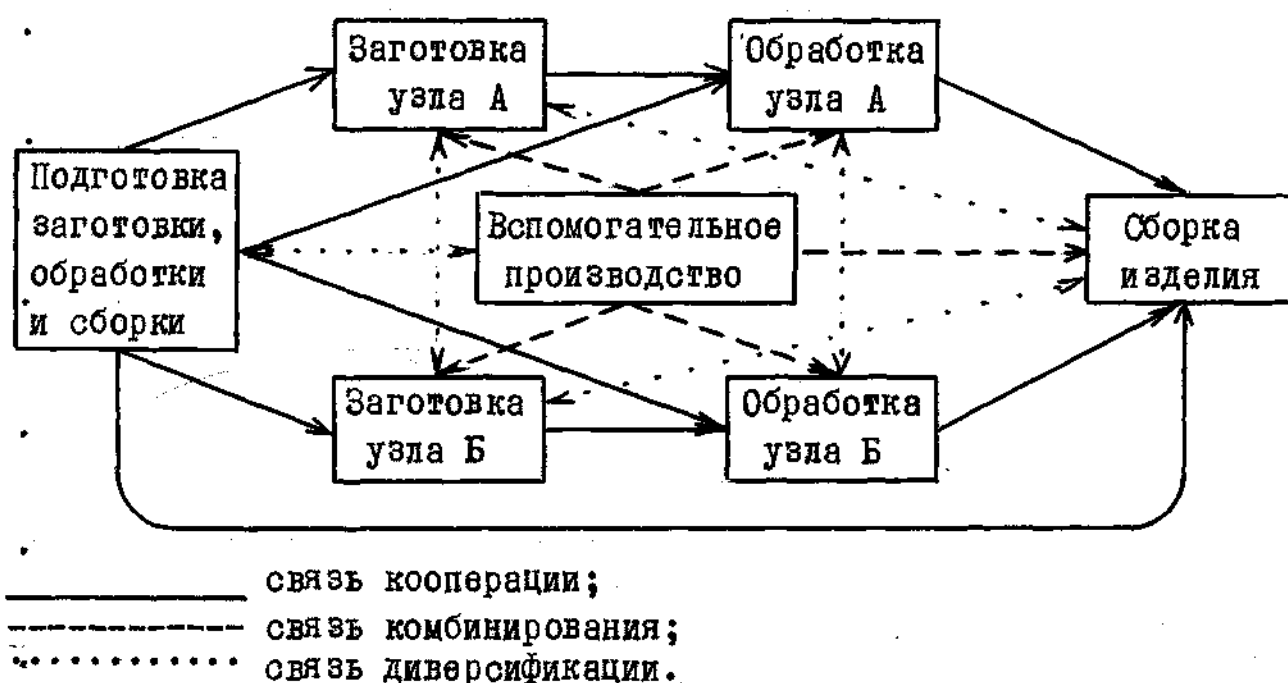 Заготовка
узла А
Обработка
узла А
Подготовка
заготовки,
обработки
и сборки
Вспомогательное
производство
Сборка
изделия
Заготовка
узла Б
Обработка
узла Б
связь кооперации;
связь комбинирования;
связь диверсификации.